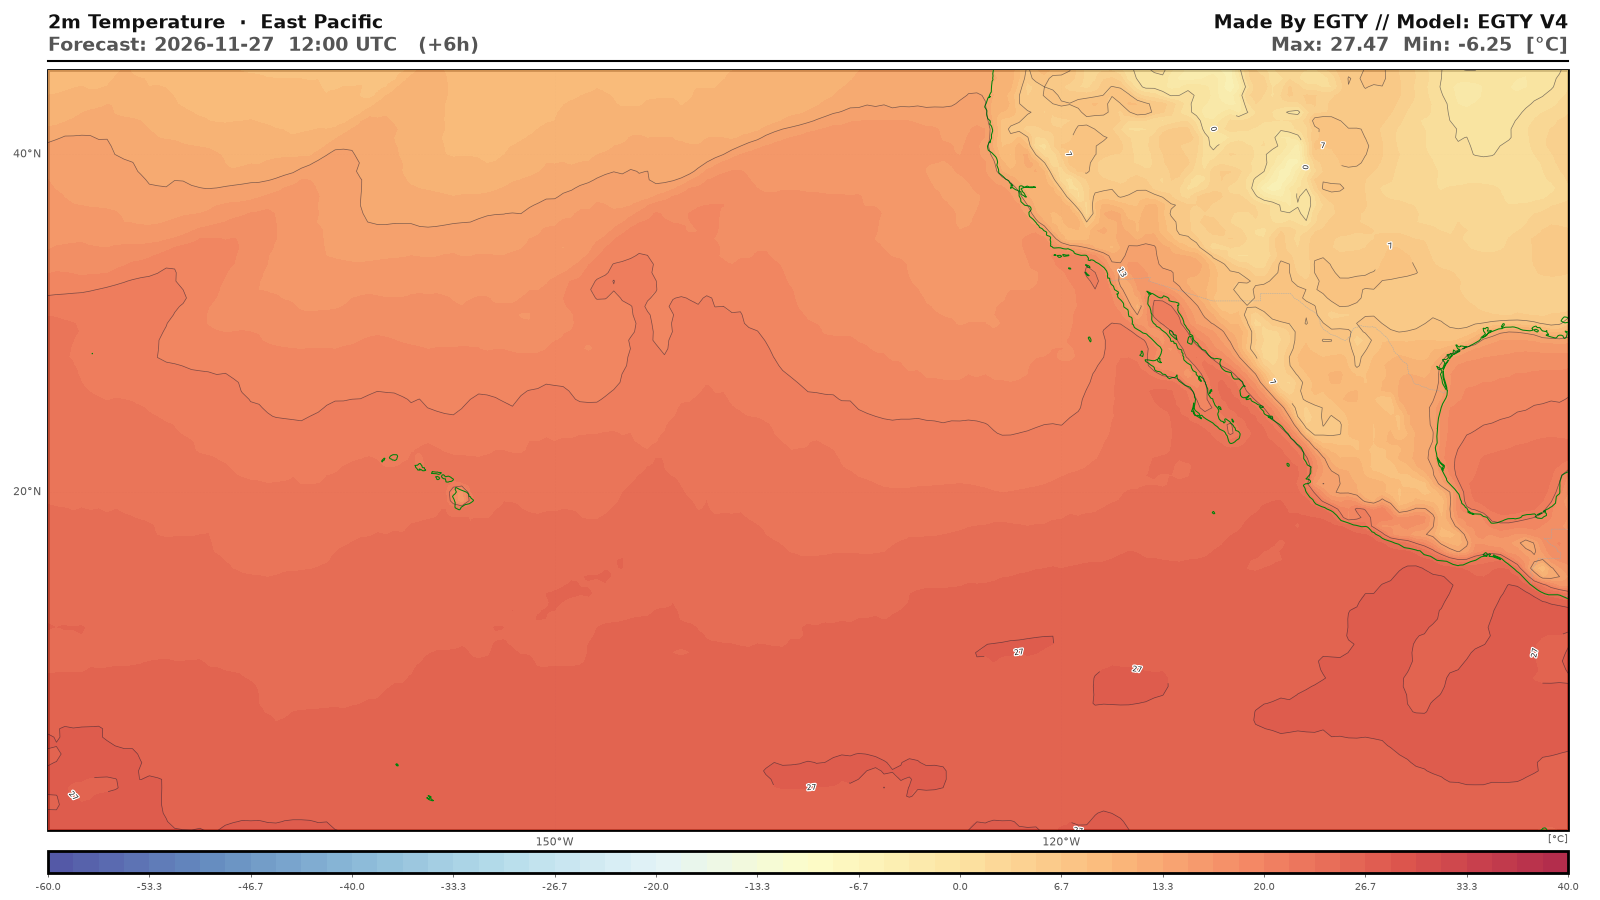 2m Temperature · East Pacific
Made By EGTY // Model: EGTY V4
Forecast: 2026-11-27 12:00 UTC (+6h)
Max: 27.47 Min: -6.25 [°C]
40°N
20°N
0
7
7
0
7
13
7
27
27
27
27
27
27
150°W
120°W
[°C]
-60.0 -53.3 -46.7 -40.0 -33.3 -26.7 -20.0 -13.3 -6.7 0.0 6.7 13.3 20.0 26.7 33.3 40.0